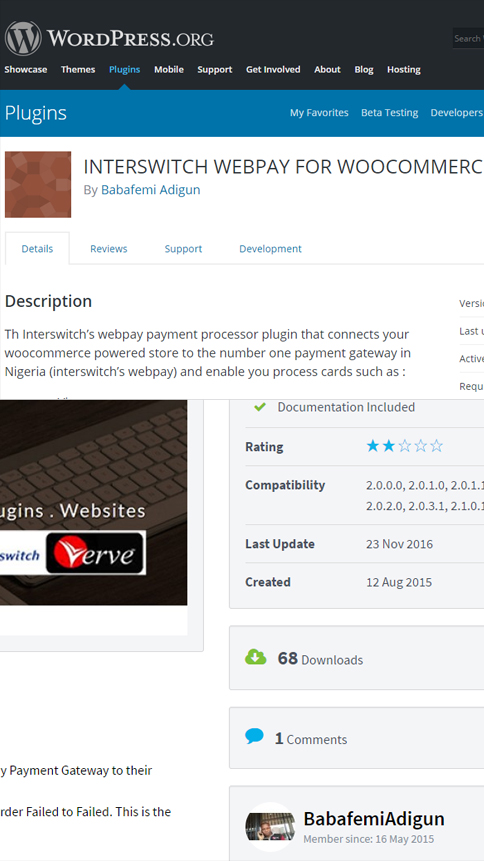 WORDPRESS.ORG
Search
Showcase Themes Plugins Mobile Support Get Involved About Blog Hosting
Plugins
My Favorites Beta Testing Developers
INTERSWITCH WEBPAY FOR WOOCOMMERC
By Babafemi Adigun
Details Reviews Support Development
Description
Th Interswitch's webpay payment processor plugin that connects your
woocommerce powered store to the number one payment gateway in
Nigeria (interswitch's webpay) and enable you process cards such as :
Versi
Last u
Active
Requ
ugins . Websites
switch Verve
y Payment Gateway to their
rder Failed to Failed. This is the
Documentation Included
Rating
Compatibility 2.0.0.0, 2.0.1.0, 2.0.1.1
2.0.2.0, 2.0.3.1, 2.1.0.1
Last Update 23 Nov 2016
Created 12 Aug 2015
68 Downloads
1 Comments
BabafemiAdigun
Member since: 16 May 2015